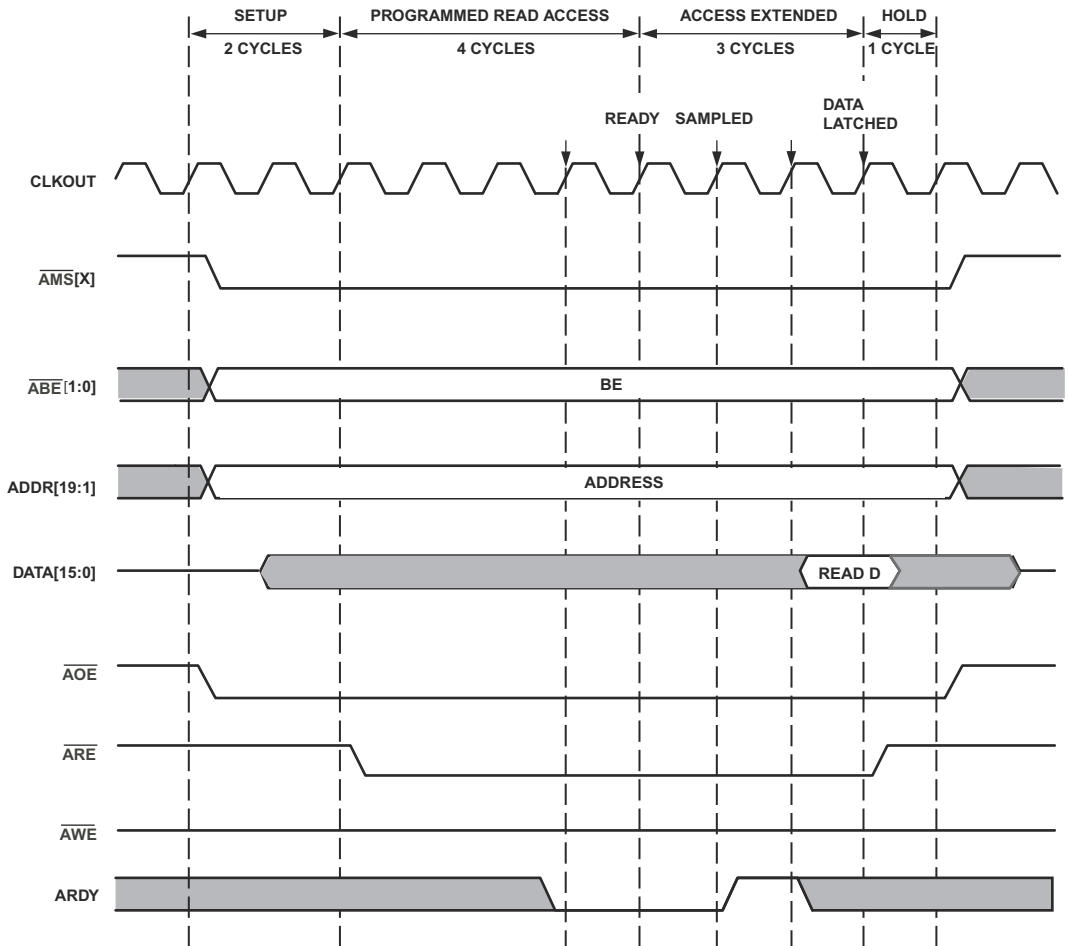 SETUP PROGRAMMED READ ACCESS ACCESS EXTENDED HOLD
2 CYCLES 4 CYCLES 3 CYCLES 1 CYCLE
READY SAMPLED
DATA
LATCHED
CLKOUT
AMS[X]
ABE[1:0]
BE
ADDR[19:1]
ADDRESS
DATA[15:0]
READ D
AOE
ARE
AWE
ARDY